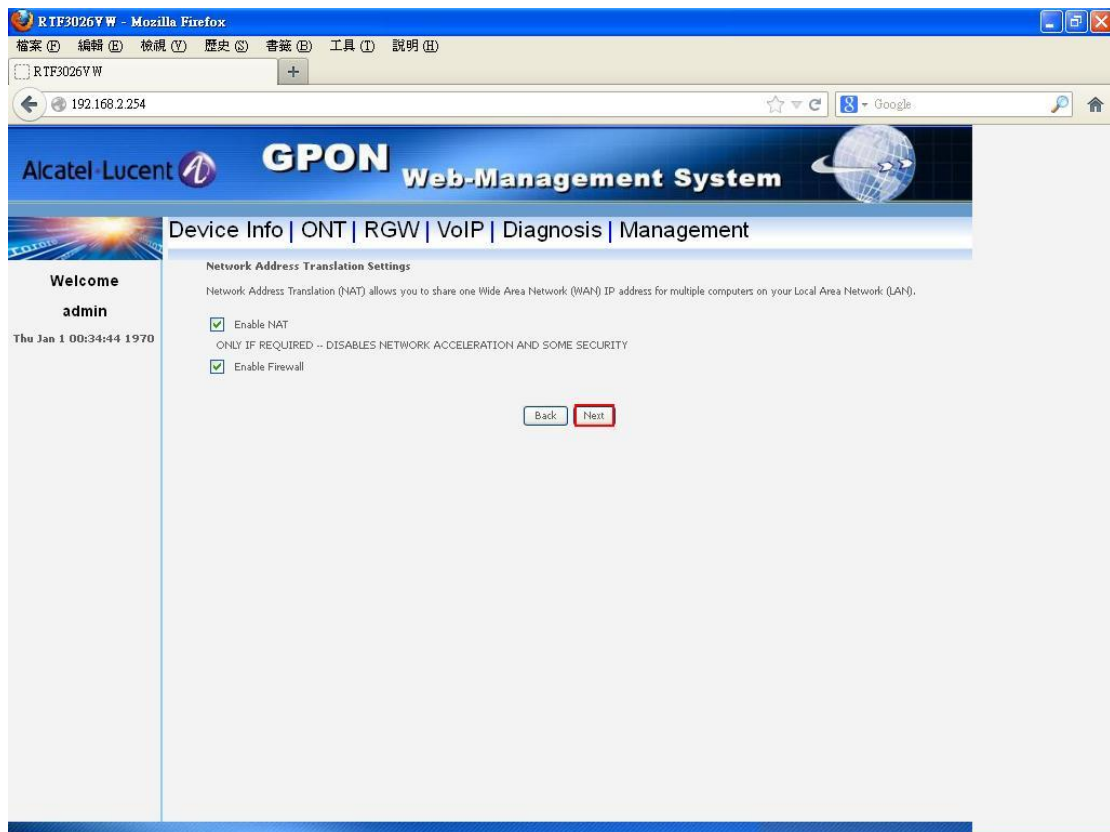 RTF3026VW - Mozilla Firefox
檔案(F) 編輯(E) 檢視(V) 歷史(S) 書籤(B) 工具(T) 說明(H)
RTF3026VW
+
192.168.2.254
8 Google
Alcatel·Lucent
GPON Web-Management System
Device Info | ONT | RGW | VoIP | Diagnosis | Management
Welcome
admin
Thu Jan 1 00:34:44 1970
Network Address Translation Settings
Network Address Translation (NAT) allows you to share one Wide Area Network (WAN) IP address for multiple computers on your Local Area Network (LAN).
Enable NAT
ONLY IF REQUIRED -- DISABLES NETWORK ACCELERATION AND SOME SECURITY
Enable Firewall
Back Next